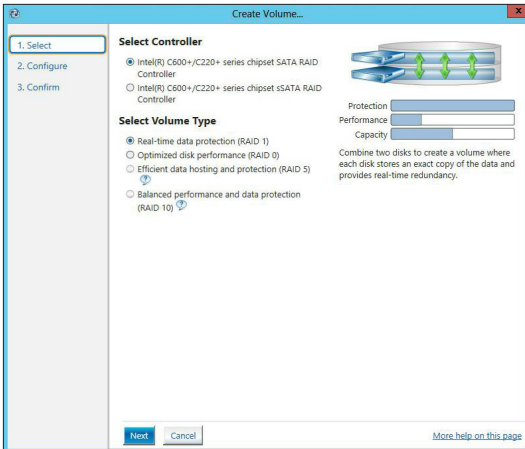 Create Volume...
x
1. Select
2. Configure
3. Confirm
Select Controller
Intel(R) C600+/C220+ series chipset SATA RAID
Controller
Intel(R) C600+/C220+ series chipset sSATA RAID
Controller
Select Volume Type
Real-time data protection (RAID 1)
Optimized disk performance (RAID 0)
Efficient data hosting and protection (RAID 5)
?
Balanced performance and data protection
(RAID 10) ?
Protection
Performance
Capacity
Combine two disks to create a volume where
each disk stores an exact copy of the data and
provides real-time redundancy.
Next
Cancel
More help on this page